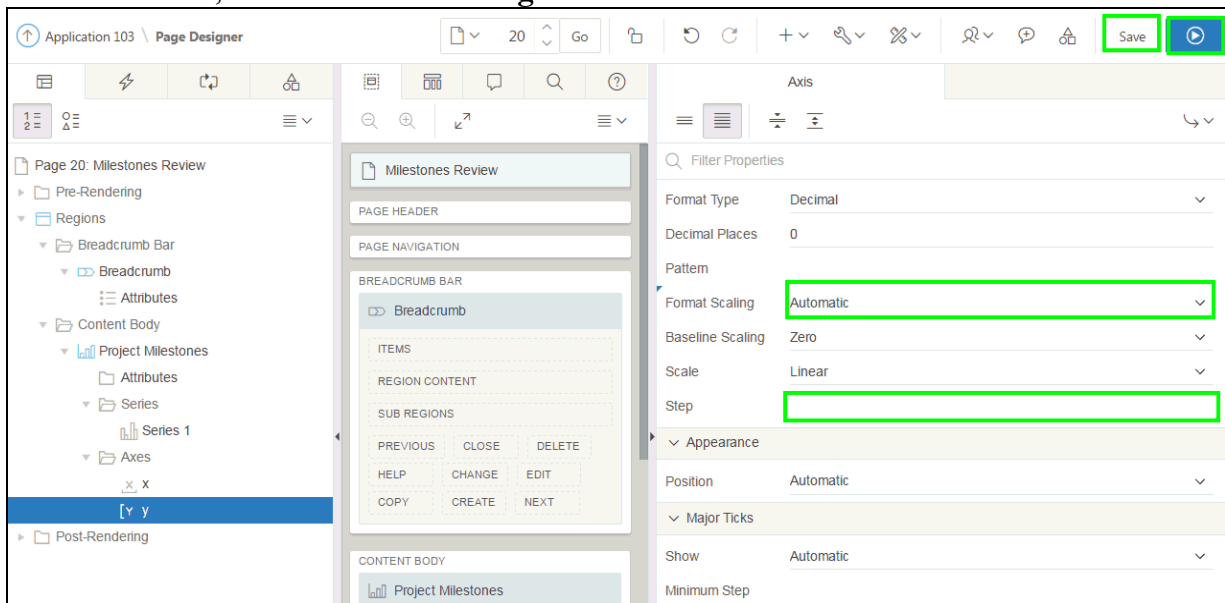 Application 103 \ Page Designer
20
Go
Save
Axis
Page 20: Milestones Review
Pre-Rendering
Regions
Breadcrumb Bar
Breadcrumb
Attributes
Content Body
Project Milestones
Attributes
Series
Series 1
Axes
x
y
Post-Rendering
Milestones Review
PAGE HEADER
PAGE NAVIGATION
BREADCRUMB BAR
Breadcrumb
ITEMS
REGION CONTENT
SUB REGIONS
PREVIOUS CLOSE DELETE
HELP CHANGE EDIT
COPY CREATE NEXT
CONTENT BODY
Project Milestones
Filter Properties
Format Type Decimal
Decimal Places 0
Pattern
Format Scaling Automatic
Baseline Scaling Zero
Scale Linear
Step
Appearance
Position Automatic
Major Ticks
Show Automatic
Minimum Step